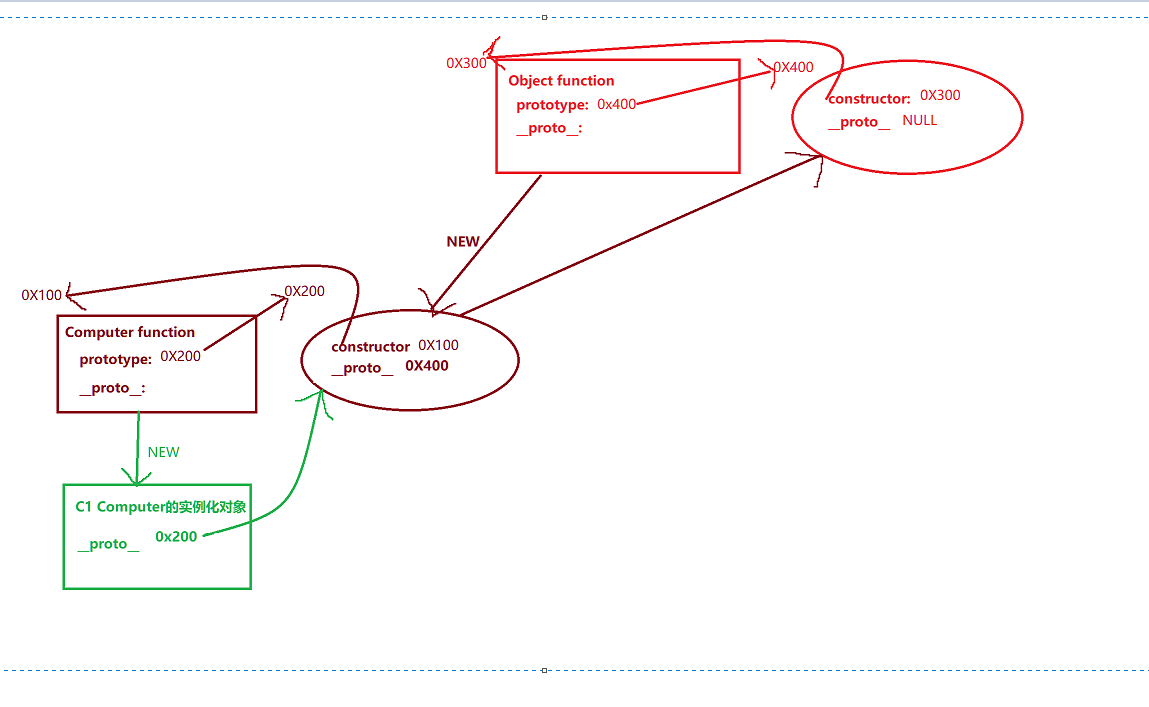 0X300
0X400
Object function
prototype: 0x400
__proto__:
constructor: 0X300
__proto__ NULL
NEW
0X100
0X200
Computer function
prototype: 0X200
__proto__:
constructor 0X100
__proto__ 0X400
NEW
C1 Computer的实例化对象
__proto__ 0x200